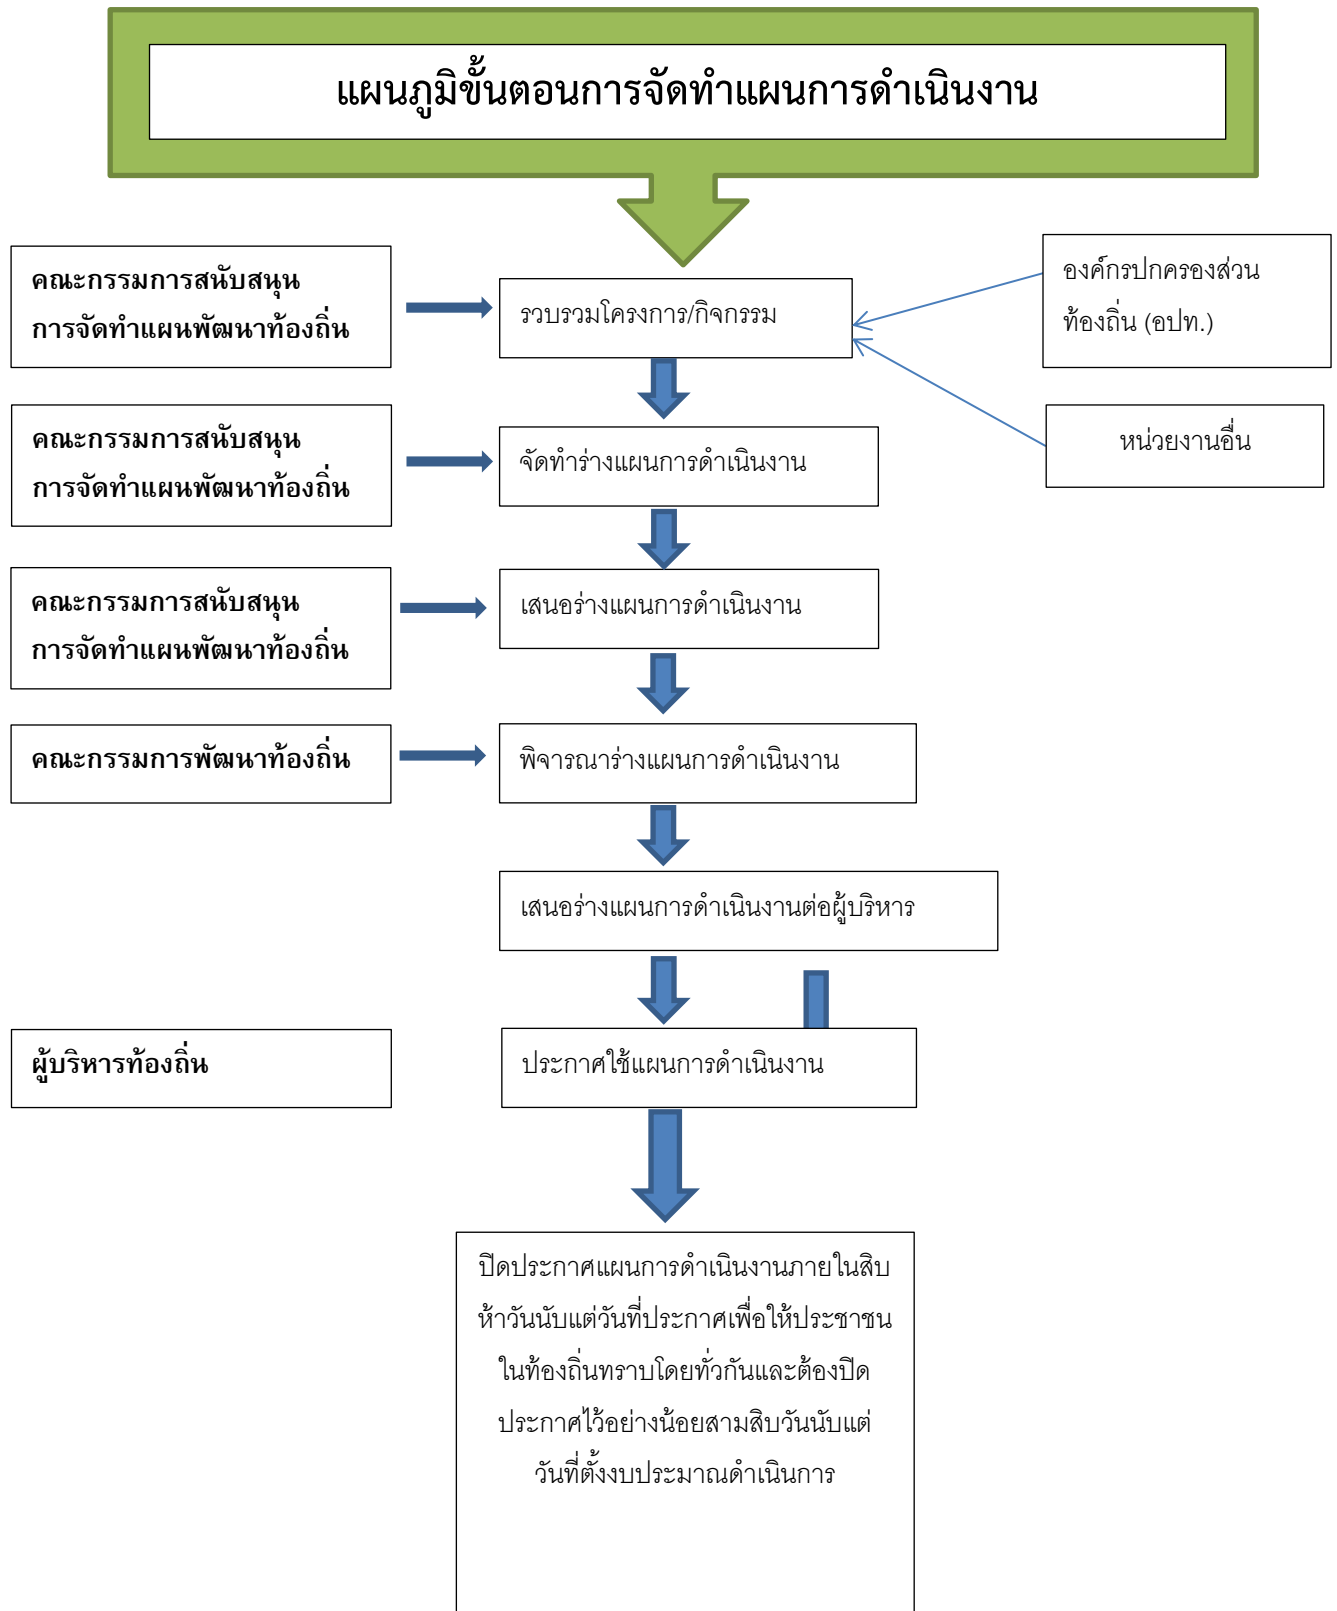 แผนภูมิขั้นตอนการจัดทำแผนการดำเนินงาน
คณะกรรมการสนับสนุน
การจัดทำแผนพัฒนาท้องถิ่น
รวบรวมโครงการ/กิจกรรม
องค์กรปกครองส่วน
ท้องถิ่น (อปท.)
คณะกรรมการสนับสนุน
การจัดทำแผนพัฒนาท้องถิ่น
จัดทำร่างแผนการดำเนินงาน
หน่วยงานอื่น
คณะกรรมการสนับสนุน
การจัดทำแผนพัฒนาท้องถิ่น
เสนอร่างแผนการดำเนินงาน
คณะกรรมการพัฒนาท้องถิ่น
พิจารณาร่างแผนการดำเนินงาน
เสนอร่างแผนการดำเนินงานต่อผู้บริหาร
ผู้บริหารท้องถิ่น
ประกาศใช้แผนการดำเนินงาน
ปิดประกาศแผนการดำเนินงานภายในสิบ
ห้าวันนับแต่วันที่ประกาศเพื่อให้ประชาชน
ในท้องถิ่นทราบโดยทั่วกันและต้องปิด
ประกาศไว้อย่างน้อยสามสิบวันนับแต่
วันที่ตั้งงบประมาณดำเนินการ